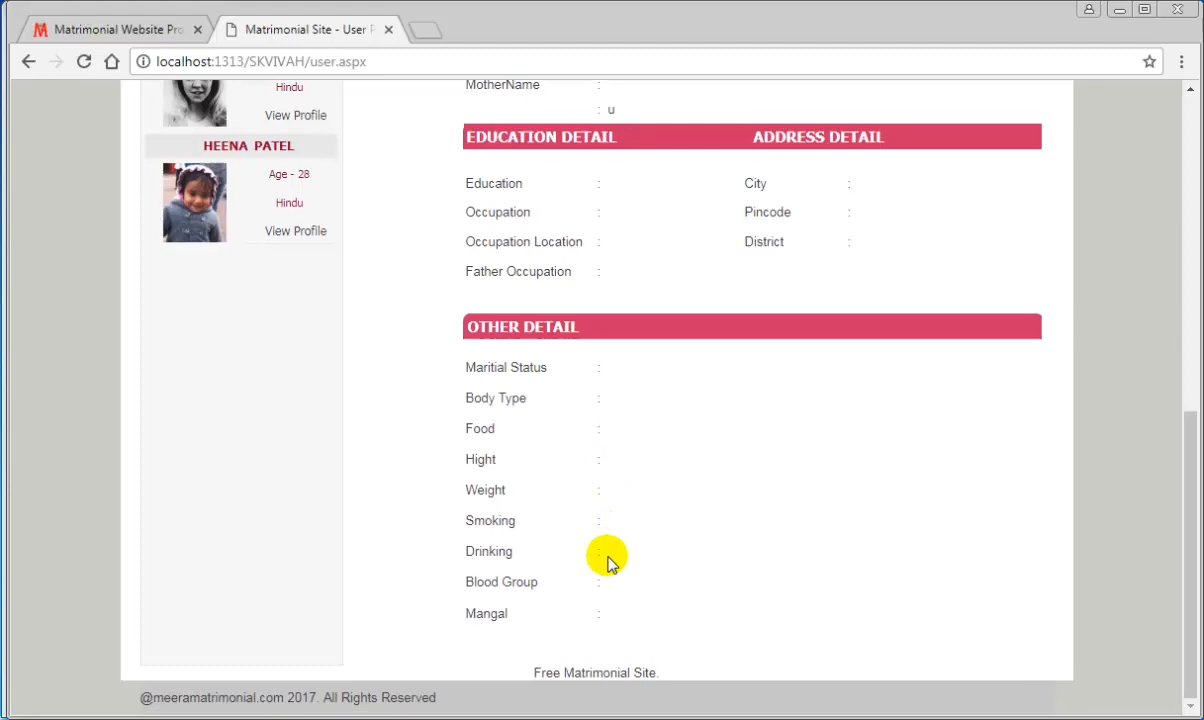 Matrimonial Website Pro
Matrimonial Site - User P
localhost:1313/SKVIVAH/user.aspx
Hindu
View Profile
HEENA PATEL
Age - 28
Hindu
View Profile
MotherName :
: u
EDUCATION DETAIL ADDRESS DETAIL
Education : City :
Occupation : Pincode :
Occupation Location : District :
Father Occupation :
OTHER DETAIL
Maritial Status :
Body Type :
Food :
Hight :
Weight :
Smoking :
Drinking :
Blood Group :
Mangal :
Free Matrimonial Site.
@meeramatrimonial.com 2017. All Rights Reserved